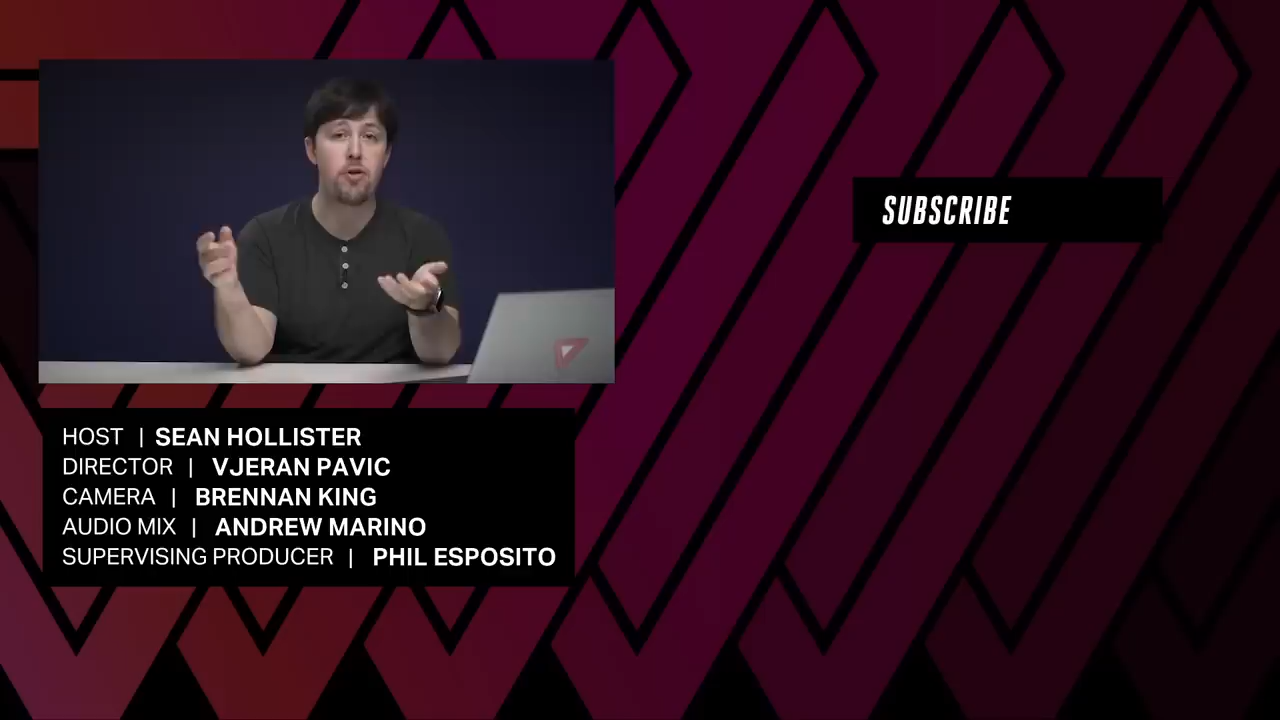 HOST | SEAN HOLLISTER
DIRECTOR | VJERAN PAVIC
CAMERA | BRENNAN KING
AUDIO MIX | ANDREW MARINO
SUPERVISING PRODUCER | PHIL ESPOSITO
SUBSCRIBE